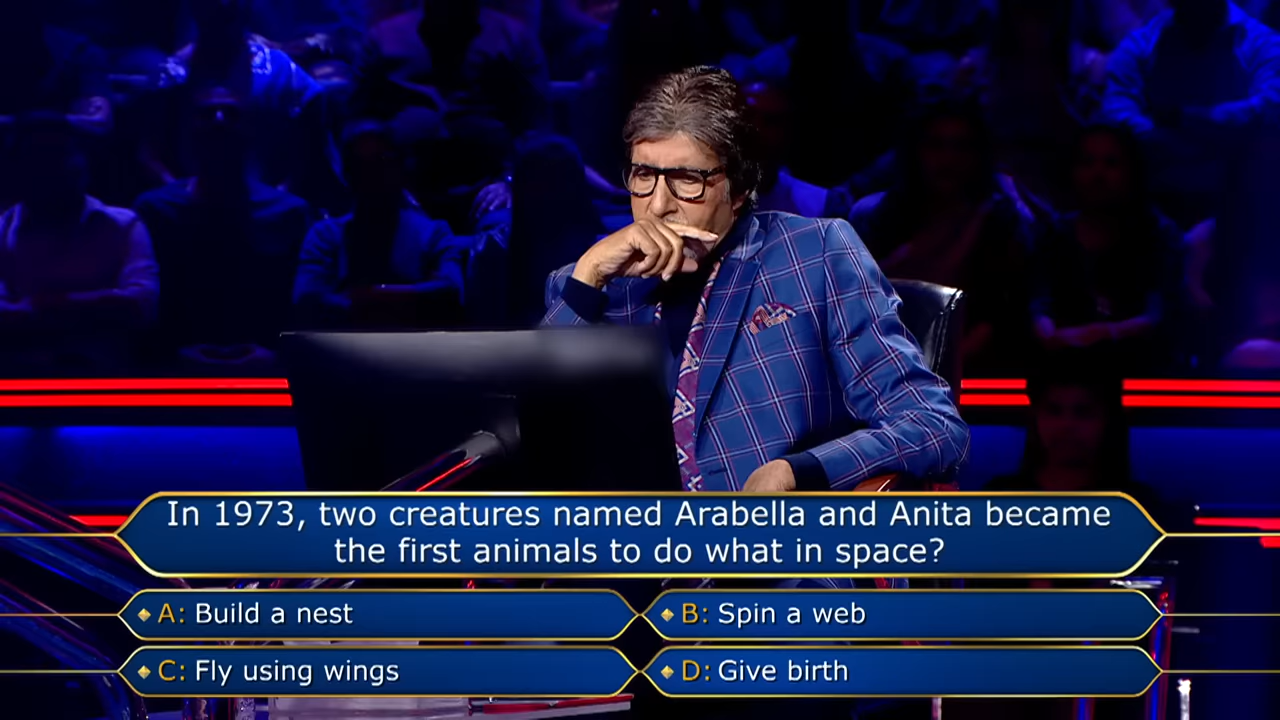 In 1973, two creatures named Arabella and Anita became
the first animals to do what in space?
A: Build a nest
B: Spin a web
C: Fly using wings
D: Give birth